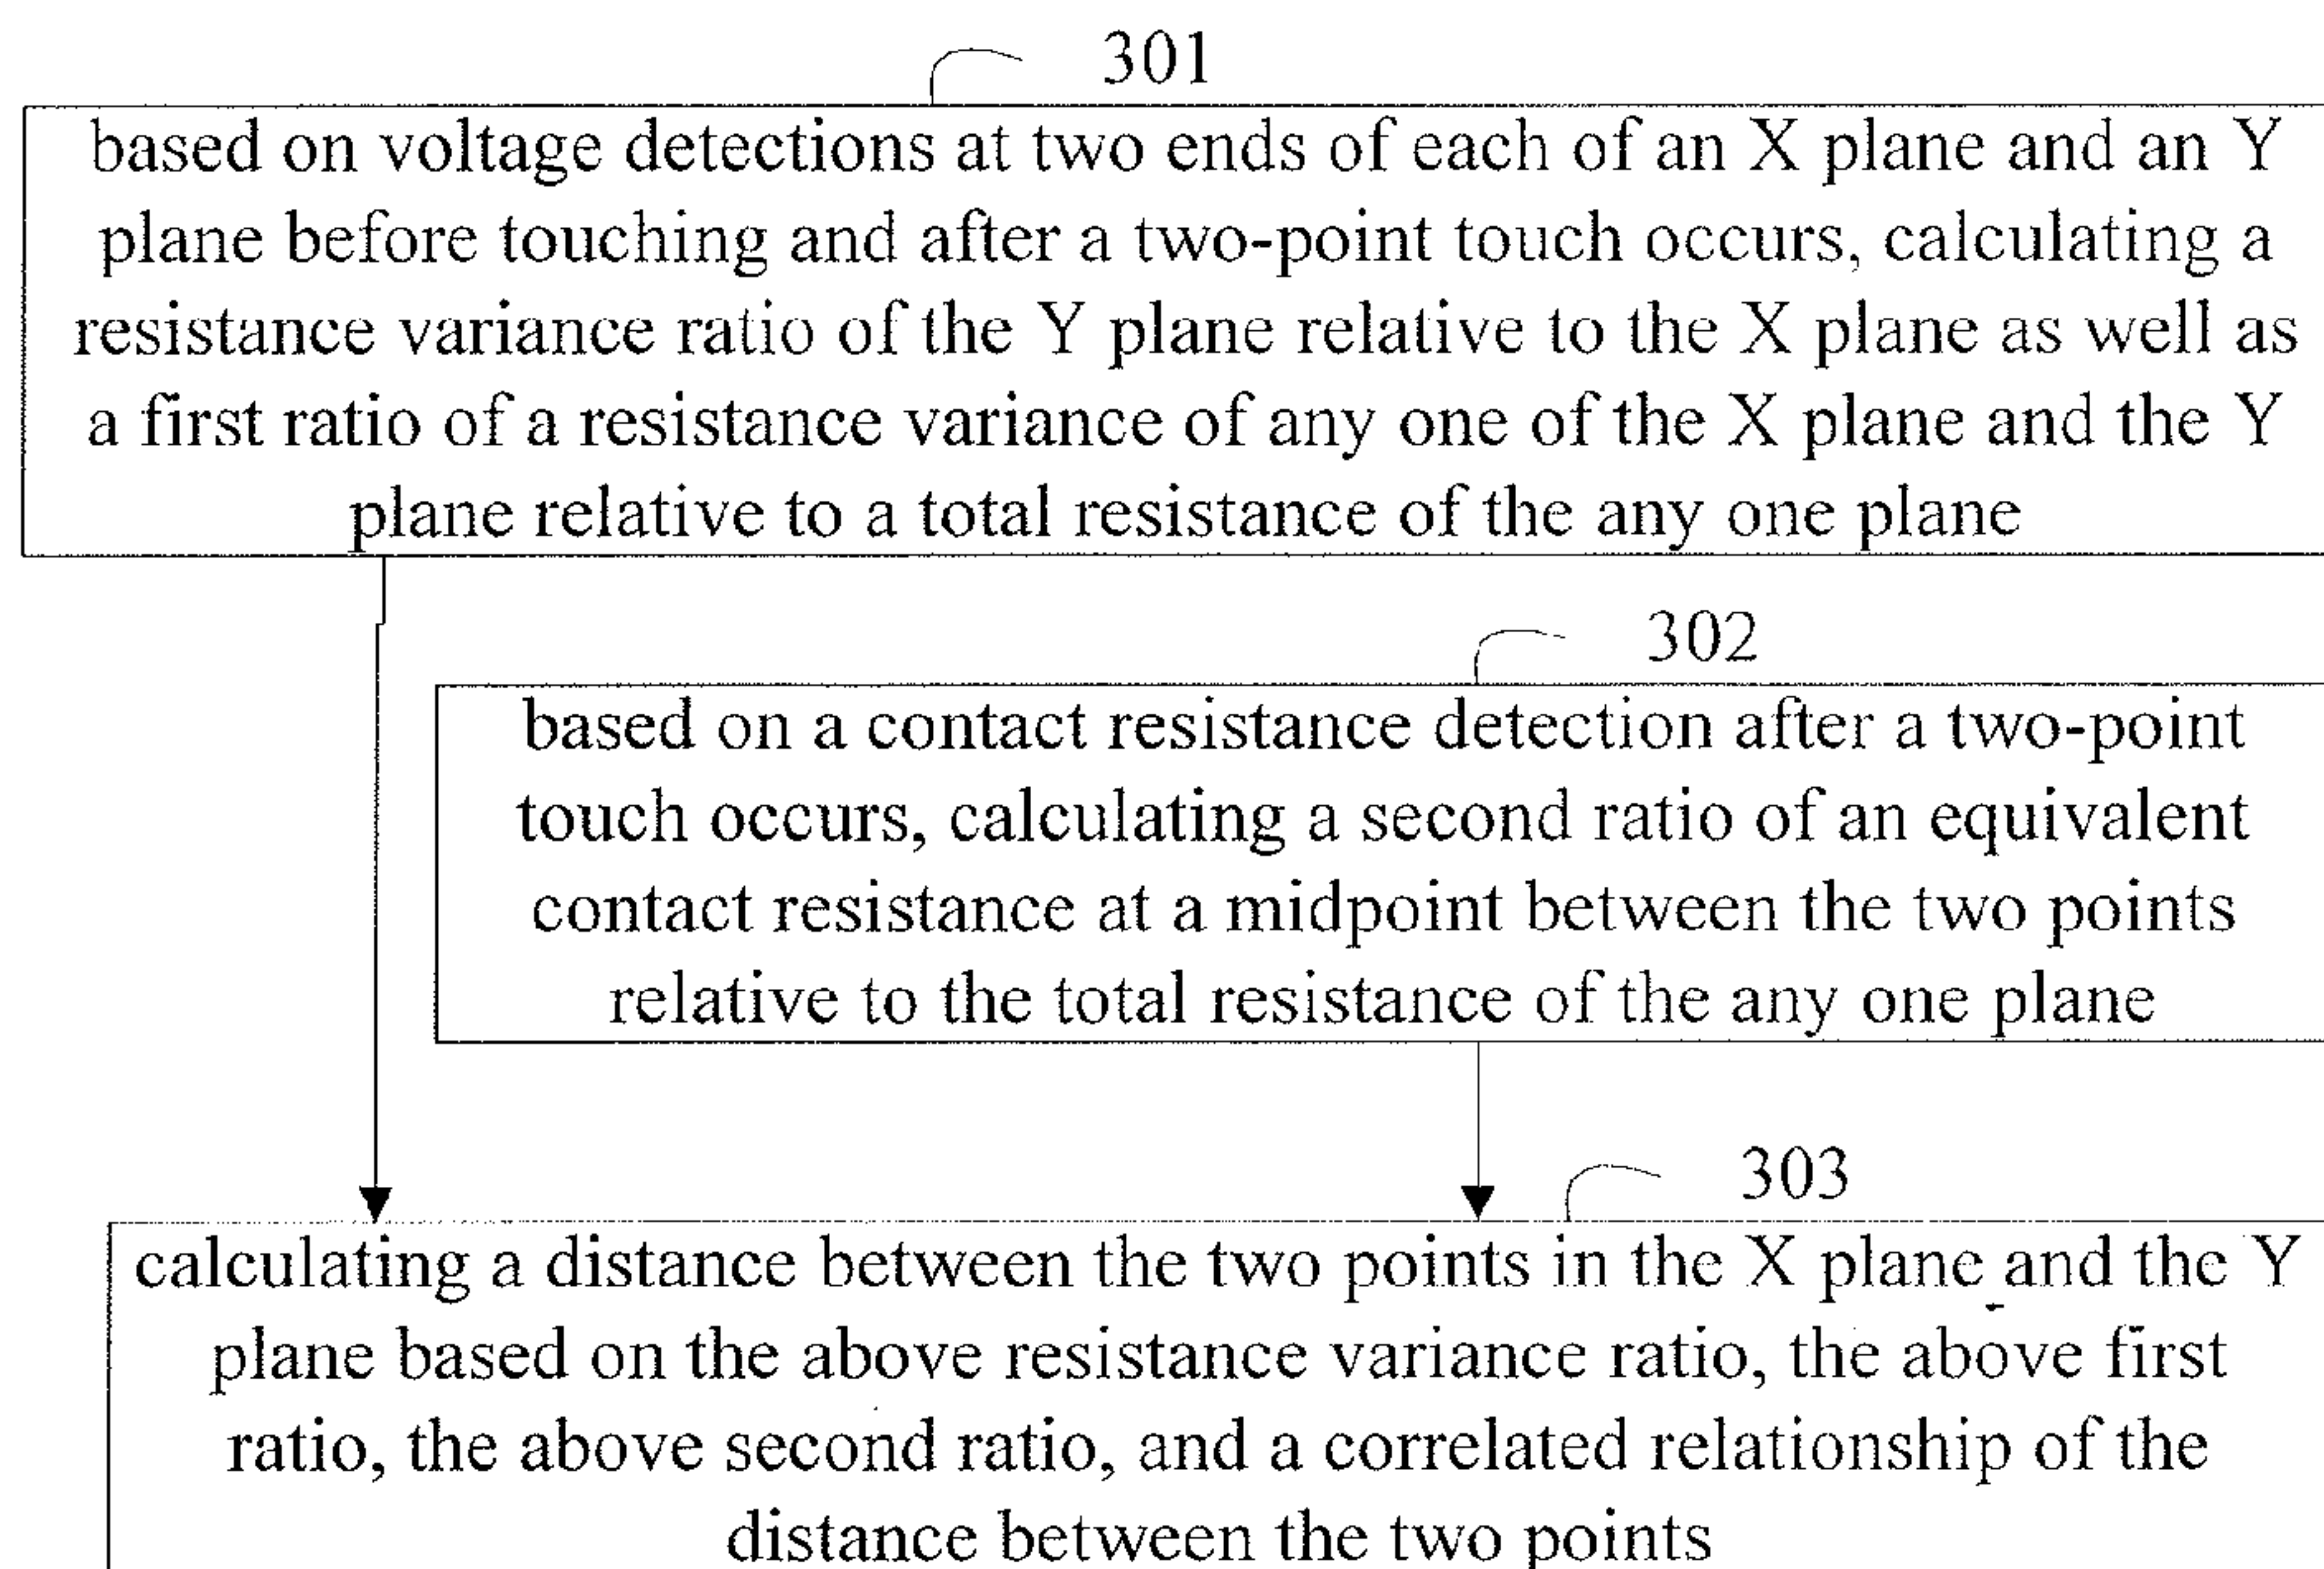 301
based on voltage detections at two ends of each of an X plane and an Y
plane before touching and after a two-point touch occurs, calculating a
resistance variance ratio of the Y plane relative to the X plane as well as
a first ratio of a resistance variance of any one of the X plane and the Y
plane relative to a total resistance of the any one plane
302
based on a contact resistance detection after a two-point
touch occurs, calculating a second ratio of an equivalent
contact resistance at a midpoint between the two points
relative to the total resistance of the any one plane
303
calculating a distance between the two points in the X plane and the Y
plane based on the above resistance variance ratio, the above first
ratio, the above second ratio, and a correlated relationship of the
distance between the two points